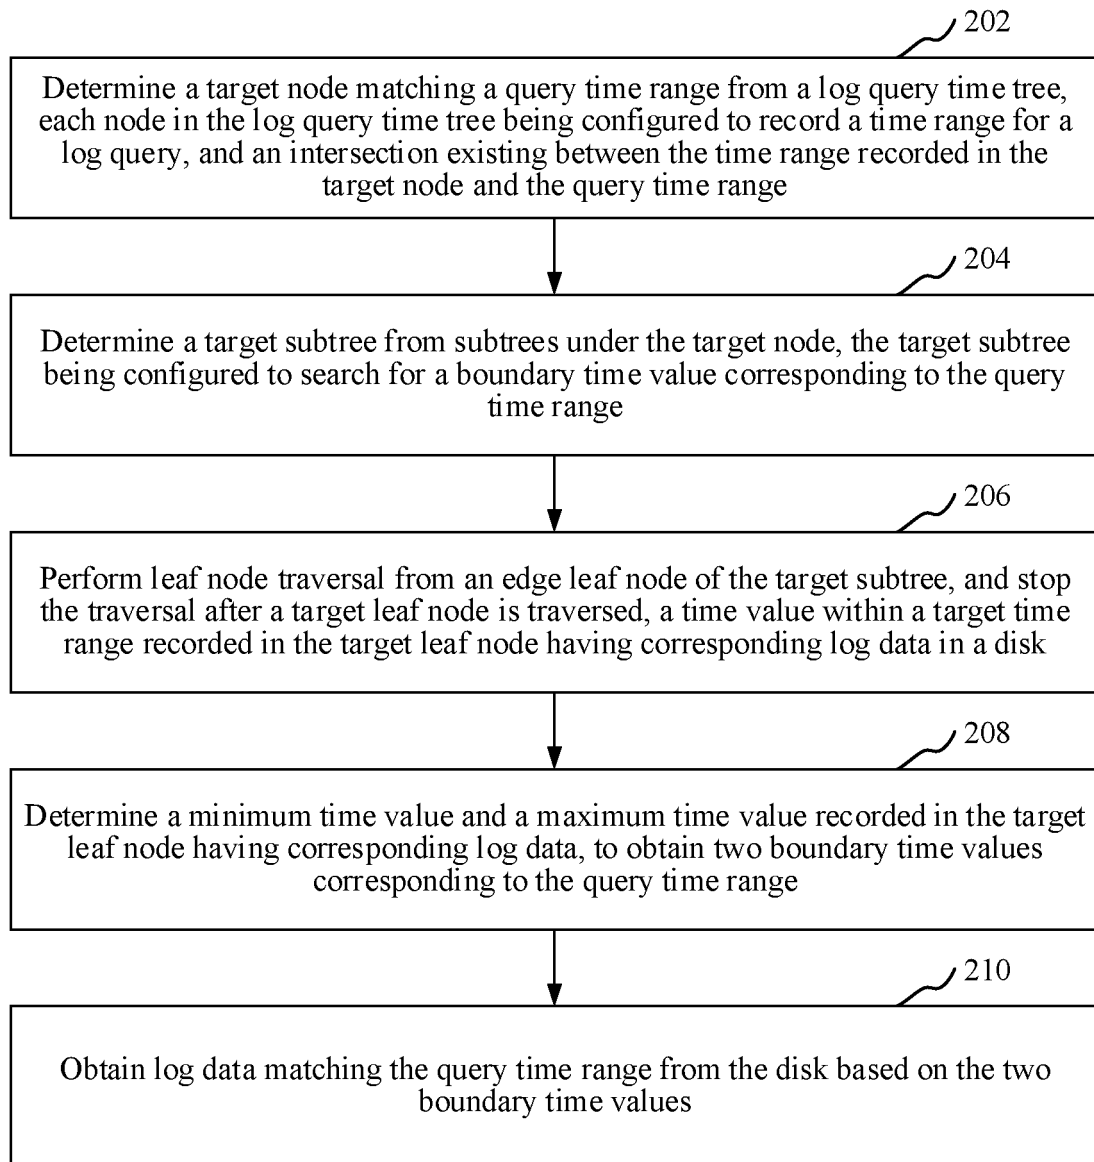 202
Determine a target node matching a query time range from a log query time tree,
each node in the log query time tree being configured to record a time range for a
log query, and an intersection existing between the time range recorded in the
target node and the query time range
204
Determine a target subtree from subtrees under the target node, the target subtree
being configured to search for a boundary time value corresponding to the query
time range
206
Perform leaf node traversal from an edge leaf node of the target subtree, and stop
the traversal after a target leaf node is traversed, a time value within a target time
range recorded in the target leaf node having corresponding log data in a disk
208
Determine a minimum time value and a maximum time value recorded in the target
leaf node having corresponding log data, to obtain two boundary time values
corresponding to the query time range
210
Obtain log data matching the query time range from the disk based on the two
boundary time values